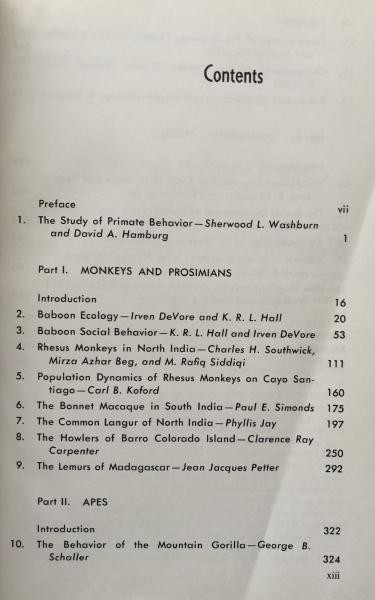 Contents
Preface vii
1. The Study of Primate Behavior—Sherwood L. Washburn
and David A. Hamburg 1
Part I. MONKEYS AND PROSIMIANS
Introduction 16
2. Baboon Ecology—Irven DeVore and K. R. L. Hall 20
3. Baboon Social Behavior—K. R. L. Hall and Irven DeVore 53
4. Rhesus Monkeys in North India—Charles H. Southwick,
Mirza Azhar Beg, and M. Rafiq Siddiqi 111
5. Population Dynamics of Rhesus Monkeys on Cayo San-
tiago—Carl B. Koford 160
6. The Bonnet Macaque in South India—Paul E. Simonds 175
7. The Common Langur of North India—Phyllis Jay 197
8. The Howlers of Barro Colorado Island—Clarence Ray
Carpenter 250
9. The Lemurs of Madagascar—Jean Jacques Petter 292
Part II. APES
Introduction 322
10. The Behavior of the Mountain Gorilla—George B.
Schaller 324
xiii